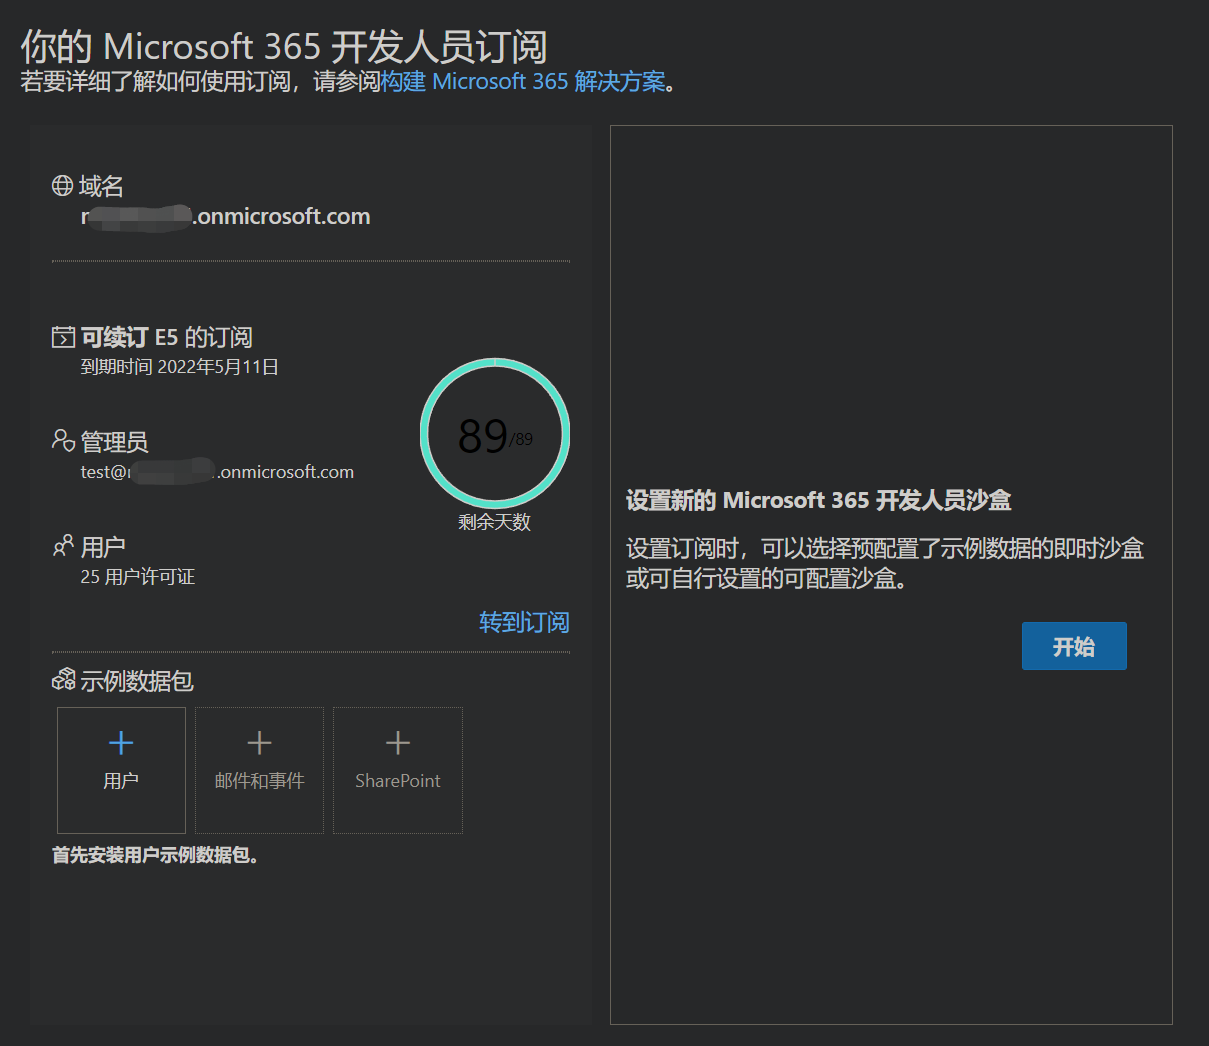 你的 Microsoft 365 开发人员订阅
若要详细了解如何使用订阅，请参阅构建 Microsoft 365 解决方案。
域名
.onmicrosoft.com
可续订 E5 的订阅
到期时间 2022年5月11日
89/89
剩余天数
管理员
test@ .onmicrosoft.com
用户
25 用户许可证
转到订阅
示例数据包
用户
邮件和事件
SharePoint
首先安装用户示例数据包。
设置新的 Microsoft 365 开发人员沙盒
设置订阅时，可以选择预配置了示例数据的即时沙盒
或可自行设置的可配置沙盒。
开始